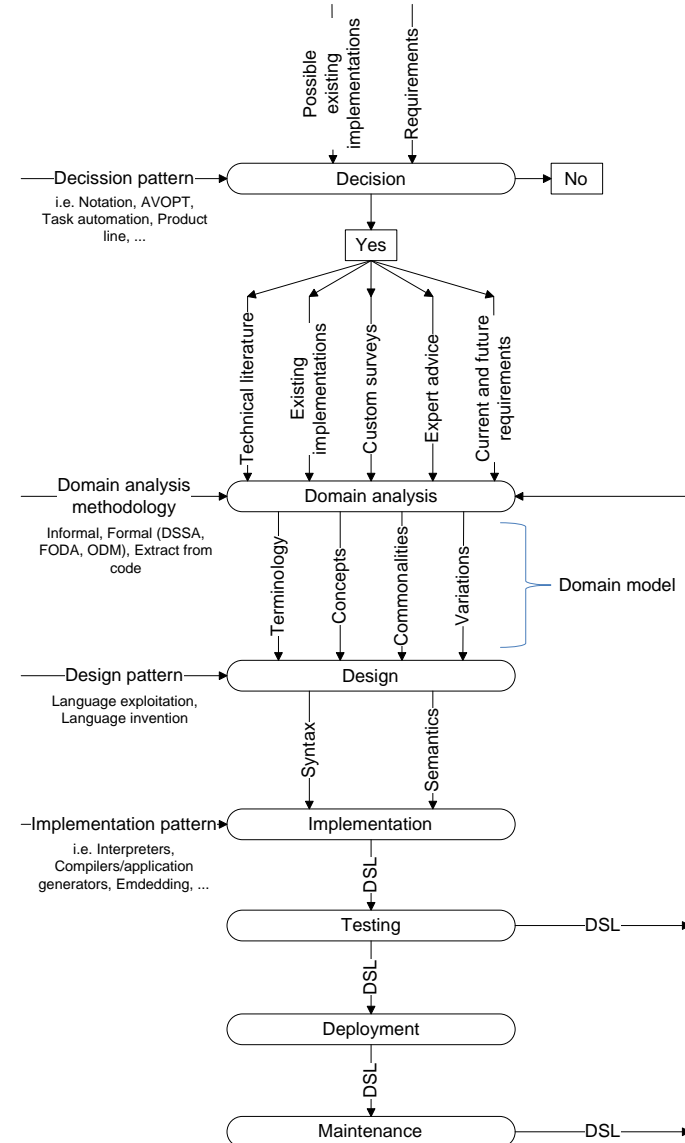 Possible
existing
implementations
Requirements
Decission pattern
i.e. Notation, AVOPT,
Task automation, Product
line, ...
Decision
No
Yes
Technical literature
Existing
implementations
Custom surveys
Expert advice
Current and future
requirements
Domain analysis
methodology
Informal, Formal (DSSA,
FODA, ODM), Extract from
code
Domain analysis
Terminology
Concepts
Commonalities
Variations
Domain model
Design pattern
Language exploitation,
Language invention
Design
Syntax
Semantics
Implementation pattern
i.e. Interpreters,
Compilers/application
generators, Emdedding, ...
Implementation
DSL
Testing
DSL
DSL
Deployment
DSL
Maintenance
DSL